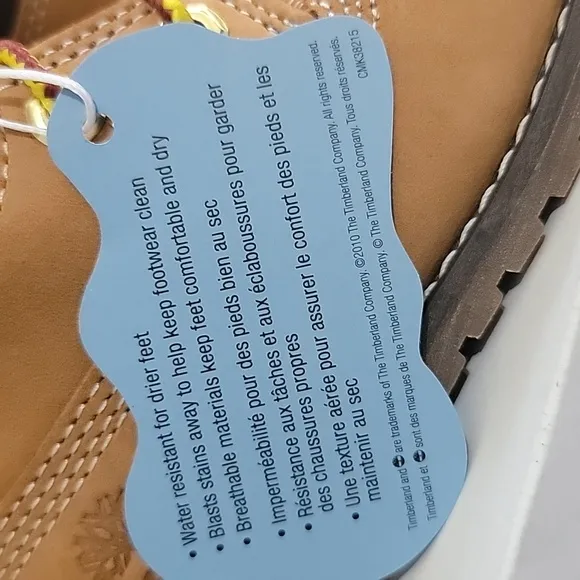 • Water resistant for drier feet
• Blasts stains away to help keep footwear clean
• Breathable materials keep feet comfortable and dry
• Imperméabilité pour des pieds bien au sec
• Résistance aux tâches et aux éclaboussures pour garder
des chaussures propres
• Une texture aérée pour assurer le confort des pieds et les
maintenir au sec
Timberland and are trademarks of The Timberland Company. ©2010 The Timberland Company. All rights reserved.
Timberland et sont des marques de The Timberland Company. © The Timberland Company. Tous droits réservés.
CMK38215